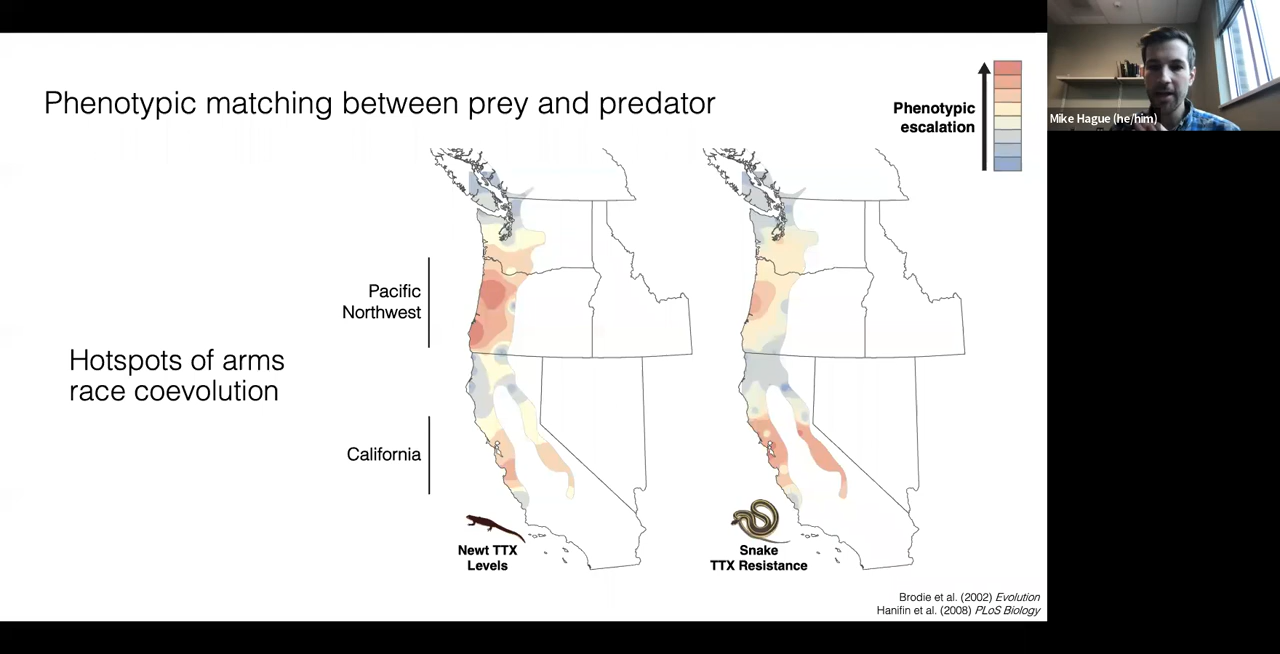 Phenotypic matching between prey and predator
Phenotypic
escalation
Mike Hague (he/him)
Pacific
Northwest
Hotspots of arms
race coevolution
California
Newt TTX
Levels
Snake
TTX Resistance
Brodie et al. (2002) Evolution
Hanifin et al. (2008) PLoS Biology